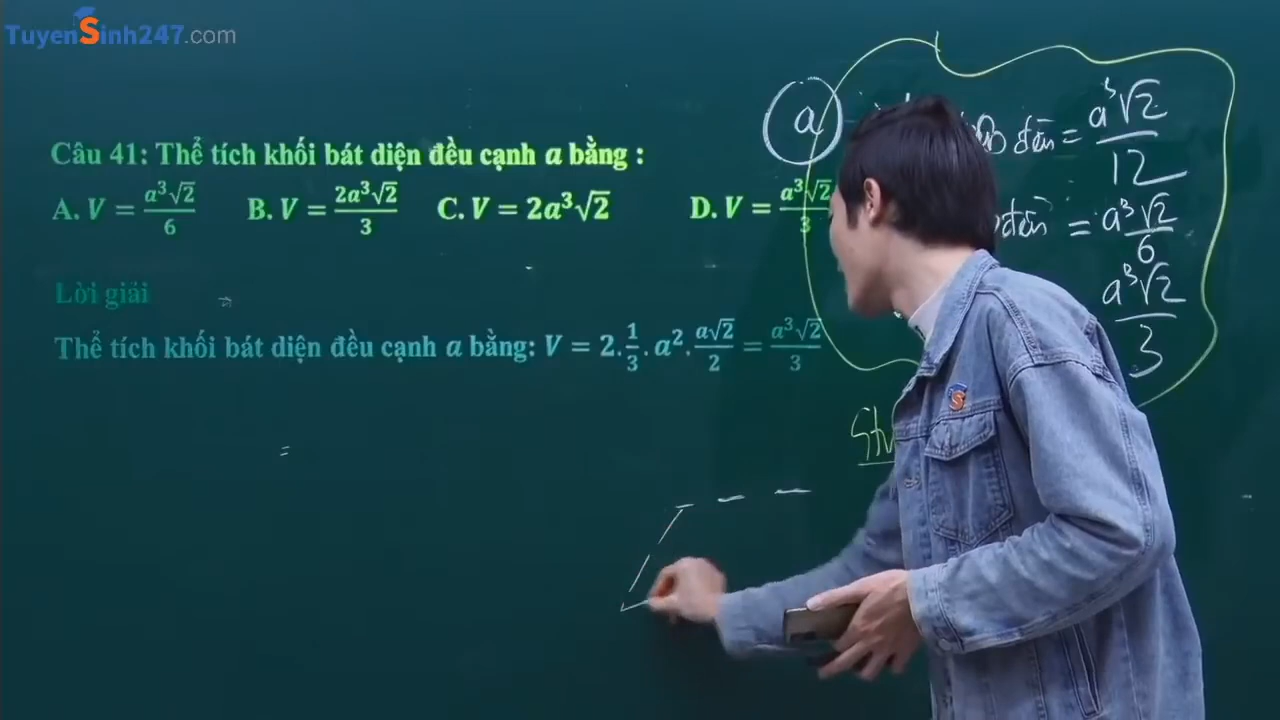 TuyenSinh247.com
Câu 41: Thể tích khối bát diện đều cạnh a bằng :
A. V = a³√2/6 B. V = 2a³√2/3 C. V = 2a³√2 D. V = a³√2/3
Lời giải
Thể tích khối bát diện đều cạnh a bằng: V = 2.1/3.a².a√2/2 = a³√2/3
=
a
đều = a³√2/12
đều = a³√2/6
a³√2/3
S